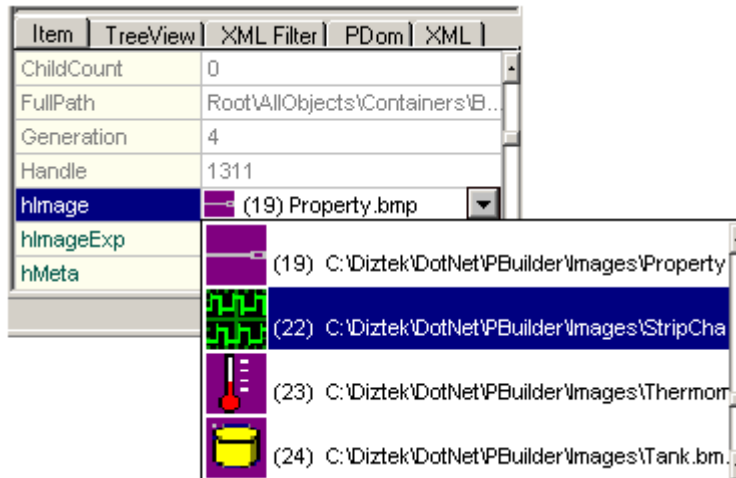 Item TreeView XML Filter PDom XML
ChildCount 0
FullPath Root\AllObjects\Containers\B...
Generation 4
Handle 1311
hImage (19) Property.bmp
hImageExp
hMeta
(19) C:\Diztek\DotNet\PBuilder\Images\Property
(22) C:\Diztek\DotNet\PBuilder\Images\StripCha
(23) C:\Diztek\DotNet\PBuilder\Images\Thermom
(24) C:\Diztek\DotNet\PBuilder\Images\Tank.bm.